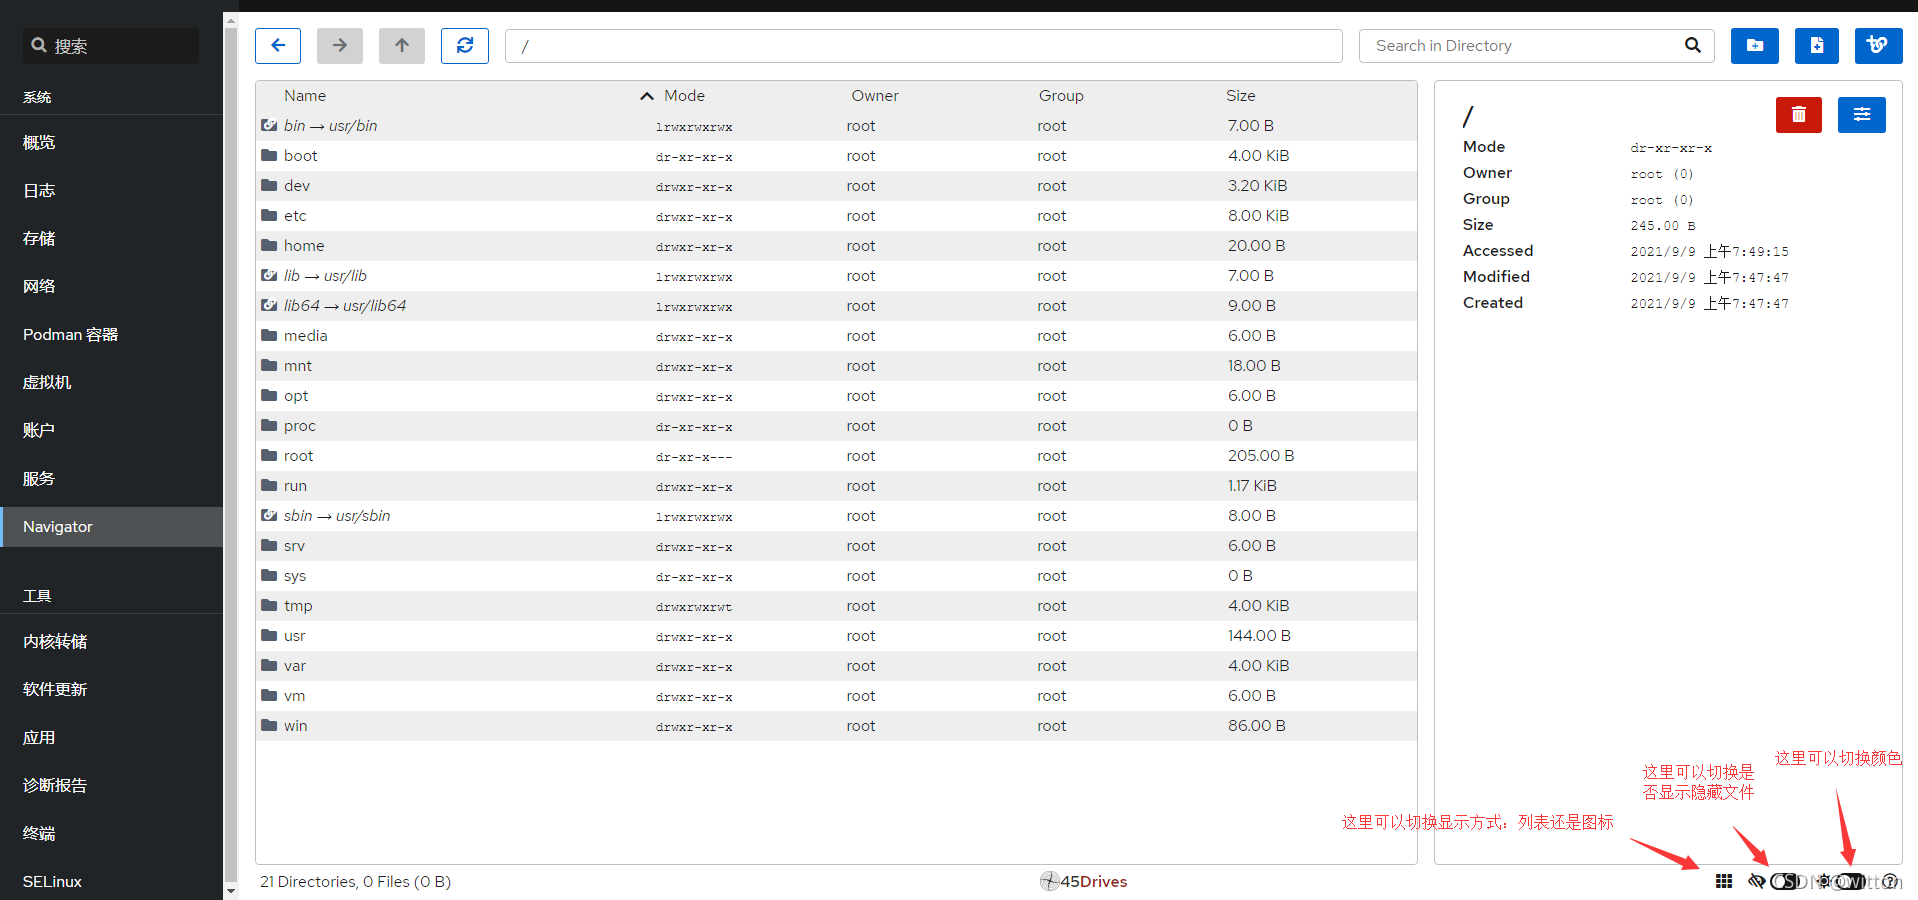 搜索
系统
概览
日志
存储
网络
Podman 容器
虚拟机
账户
服务
Navigator
工具
内核转储
软件更新
应用
诊断报告
终端
SELinux
/
Search in Directory
Name Mode Owner Group Size
bin → usr/bin lrwxrwxrwx root root 7.00 B
boot dr-xr-xr-x root root 4.00 KiB
dev drwxr-xr-x root root 3.20 KiB
etc drwxr-xr-x root root 8.00 KiB
home drwxr-xr-x root root 20.00 B
lib → usr/lib lrwxrwxrwx root root 7.00 B
lib64 → usr/lib64 lrwxrwxrwx root root 9.00 B
media drwxr-xr-x root root 6.00 B
mnt drwxr-xr-x root root 18.00 B
opt drwxr-xr-x root root 6.00 B
proc dr-xr-xr-x root root 0 B
root dr-xr-x--- root root 205.00 B
run drwxr-xr-x root root 1.17 KiB
sbin → usr/sbin lrwxrwxrwx root root 8.00 B
srv drwxr-xr-x root root 6.00 B
sys dr-xr-xr-x root root 0 B
tmp drwxrwxrwt root root 4.00 KiB
usr drwxr-xr-x root root 144.00 B
var drwxr-xr-x root root 4.00 KiB
vm drwxr-xr-x root root 6.00 B
win drwxr-xr-x root root 86.00 B
/
Mode dr-xr-xr-x
Owner root (0)
Group root (0)
Size 245.00 B
Accessed 2021/9/9 上午7:49:15
Modified 2021/9/9 上午7:47:47
Created 2021/9/9 上午7:47:47
这里可以切换颜色
这里可以切换是
否显示隐藏文件
这里可以切换显示方式：列表还是图标
21 Directories, 0 Files (0 B)
45Drives
CSDN @witton